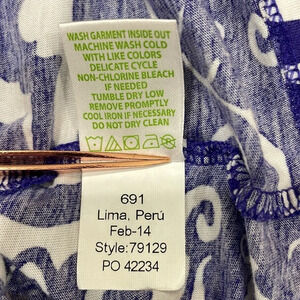 WASH GARMENT INSIDE OUT
MACHINE WASH COLD
WITH LIKE COLORS
DELICATE CYCLE
NON-CHLORINE BLEACH
IF NEEDED
TUMBLE DRY LOW
REMOVE PROMPTLY
COOL IRON IF NECESSARY
DO NOT DRY CLEAN
691
Lima, Perú
Feb-14
Style:79129
PO 42234